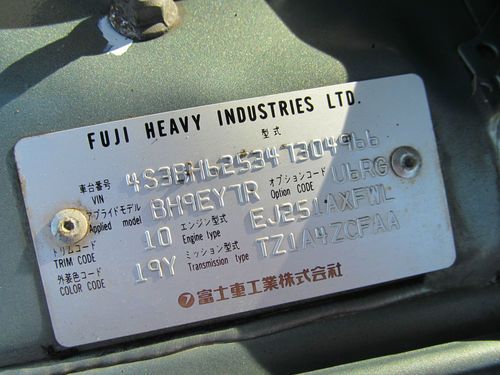 FUJI HEAVY INDUSTRIES LTD.
型式
車台番号 VIN 4S3BH625347304966
アプライドモデル Applied model BH9EY7R オプションコード Option CODE U6RG
トリムコード TRIM CODE 10 エンジン型式 Engine type EJ251AXFWL
外装色コード COLOR CODE 19Y ミッション型式 Transmission type TZ1A4ZCFAA
富士重工業株式会社